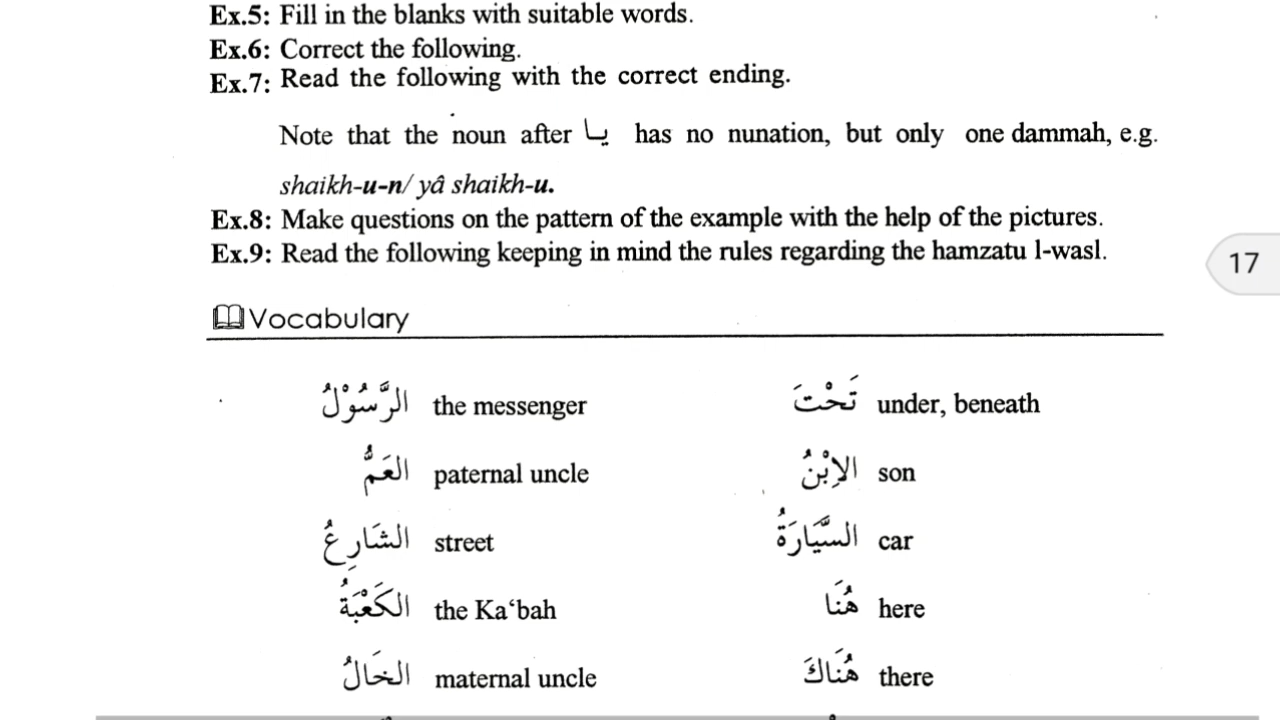 Ex.5: Fill in the blanks with suitable words.
Ex.6: Correct the following.
Ex.7: Read the following with the correct ending.
Note that the noun after يا has no nunation, but only one dammah, e.g.
shaikh-u-n/ yâ shaikh-u.
Ex.8: Make questions on the pattern of the example with the help of the pictures.
Ex.9: Read the following keeping in mind the rules regarding the hamzatu l-wasl.
17
Vocabulary
الرَّسُوْلُ the messenger تَحْتَ under, beneath
العَمُّ paternal uncle الاِبْنُ son
الشَارِعُ street السَّيَّارَةُ car
الكَعْبَةُ the Ka‘bah هُنَا here
الخَالُ maternal uncle هُنَاكَ there